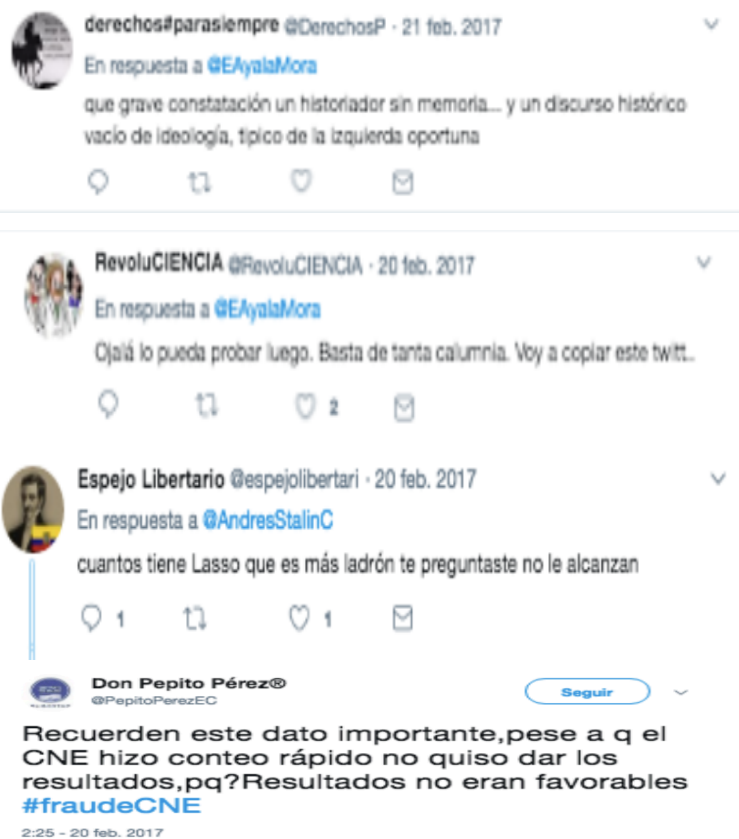 derechos#parasiempre @DerechosP · 21 feb. 2017
En respuesta a @EAyalaMora
que grave constatación un historiador sin memoria... y un discurso histórico
vacío de ideología, típico de la izquierda oportuna
RevoluCIENCIA @RevoluCIENCIA · 20 feb. 2017
En respuesta a @EAyalaMora
Ojalá lo pueda probar luego. Basta de tanta calumnia. Voy a copiar este twitt..
2
Espejo Libertario @espejolibertari · 20 feb. 2017
En respuesta a @AndresStalinC
cuantos tiene Lasso que es más ladrón te preguntaste no le alcanzan
1 1
Don Pepito Pérez®
@PepitoPerezEC
Seguir
Recuerden este dato importante,pese a q el
CNE hizo conteo rápido no quiso dar los
resultados,pq?Resultados no eran favorables
#fraudeCNE
2:25 - 20 feb. 2017